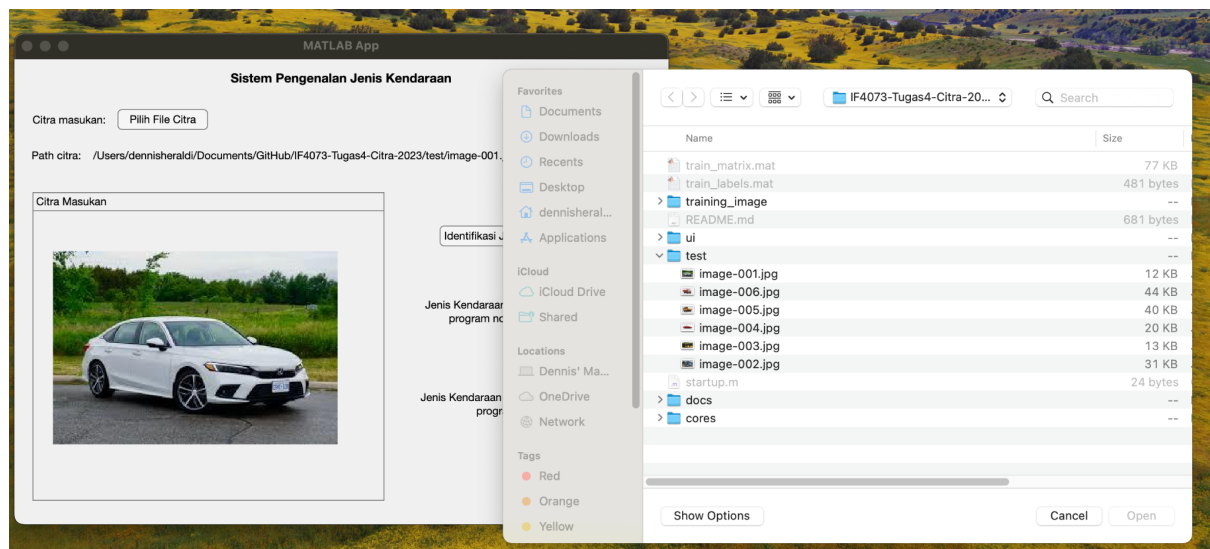 MATLAB App
Sistem Pengenalan Jenis Kendaraan
Citra masukan:
Pilih File Citra
Path citra: /Users/dennisheraldi/Documents/GitHub/IF4073-Tugas4-Citra-2023/test/image-001.
Citra Masukan
Identifikasi
Jenis Kendaraan
program
Jenis Kendaraan
Favorites
Documents
Downloads
Recents
Desktop
dennisheral...
Applications
iCloud
iCloud Drive
Shared
Locations
Dennis' Ma...
OneDrive
Network
Tags
Red
Orange
Yellow
IF4073-Tugas4-Citra-20...
Search
Name Size
train_matrix.mat 77 KB
train_labels.mat 481 bytes
training_image --
README.md 681 bytes
ui --
test --
image-001.jpg 12 KB
image-006.jpg 44 KB
image-005.jpg 40 KB
image-004.jpg 20 KB
image-003.jpg 13 KB
image-002.jpg 31 KB
startup.m 24 bytes
docs --
cores --
Show Options
Cancel
Open